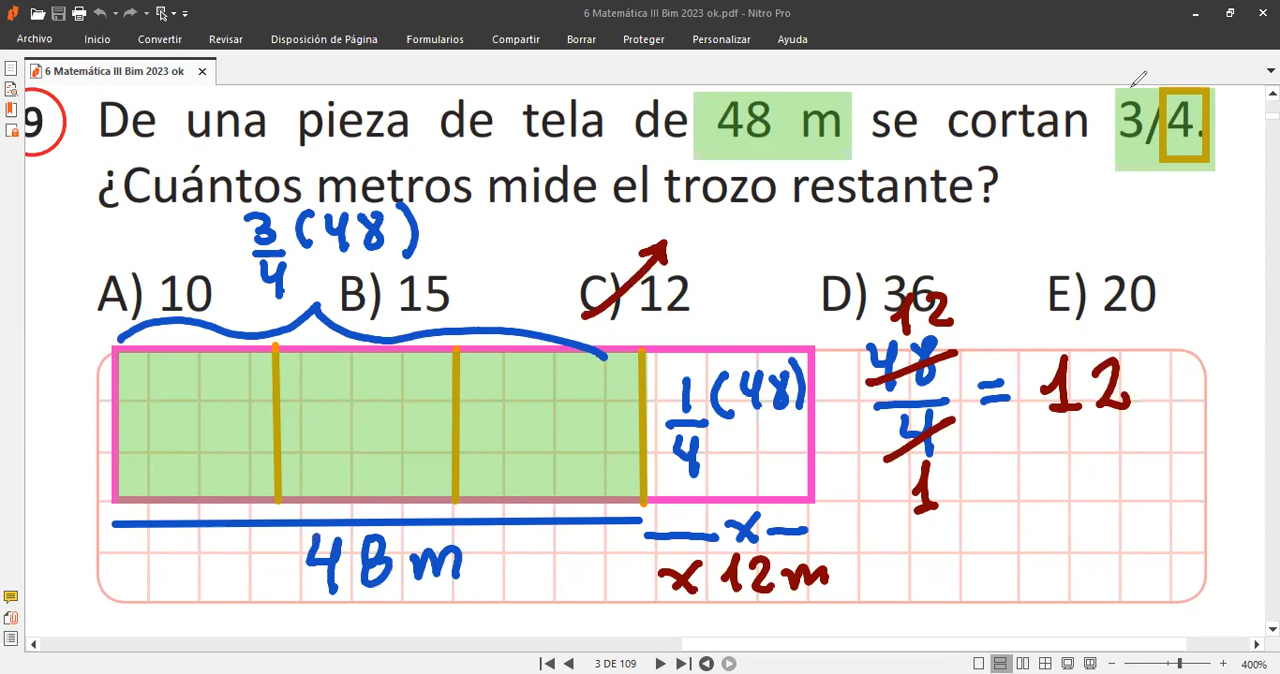 6 Matemática III Bim 2023 ok.pdf - Nitro Pro
Archivo Inicio Convertir Revisar Disposición de Página Formularios Compartir Borrar Proteger Personalizar Ayuda
6 Matemática III Bim 2023 ok
9 De una pieza de tela de 48 m se cortan 3/4.
¿Cuántos metros mide el trozo restante?
3/4 (48)
A) 10 B) 15 C) 12 D) 36 E) 20
12
1/4 (48) 48/4 = 12
1
48 m x
x 12 m
3 DE 109 400%